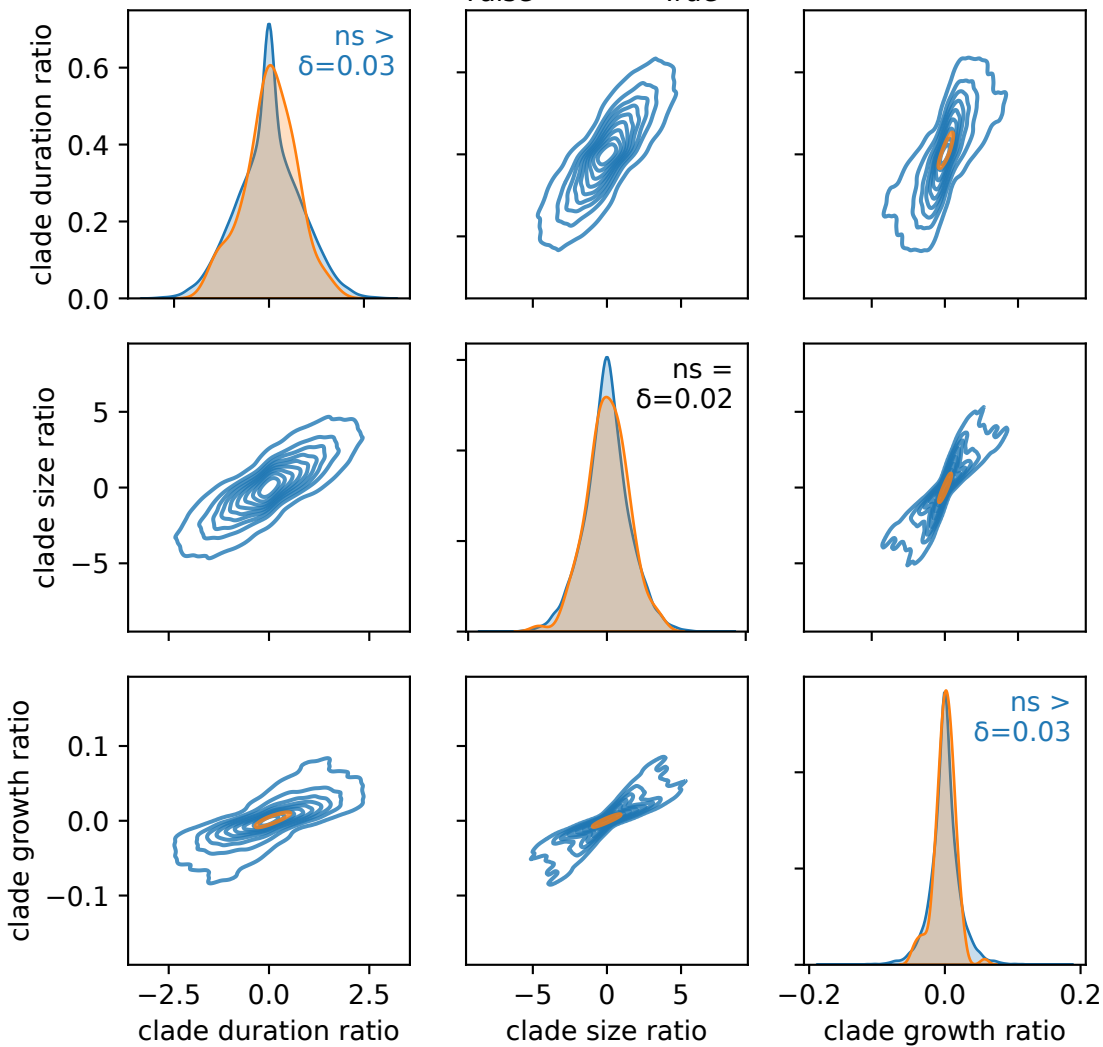 ns >
δ=0.03
clade duration ratio
0.6
0.4
0.2
0.0
ns =
δ=0.02
clade size ratio
5
0
−5
ns >
δ=0.03
clade growth ratio
0.1
0.0
−0.1
−2.5 0.0 2.5
−5 0 5
−0.2 0.0 0.2
clade duration ratio
clade size ratio
clade growth ratio